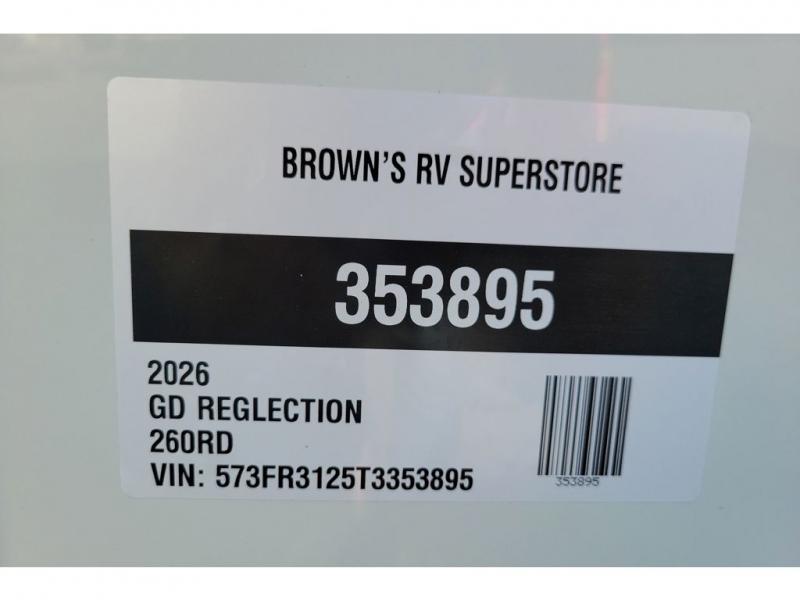 BROWN'S RV SUPERSTORE
353895
2026
GD REGLECTION
260RD
VIN: 573FR3125T3353895
353895